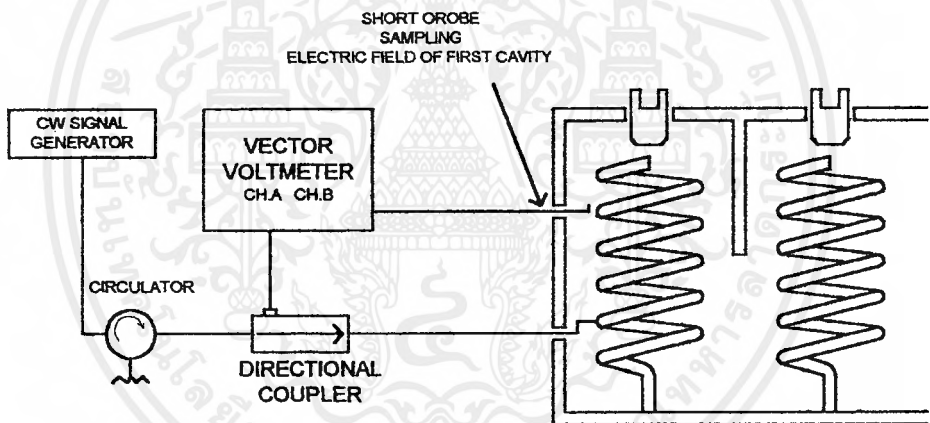 SHORT OROBE
SAMPLING
ELECTRIC FIELD OF FIRST CAVITY
CW SIGNAL
GENERATOR
VECTOR
VOLTMETER
CH.A CH.B
CIRCULATOR
DIRECTIONAL
COUPLER